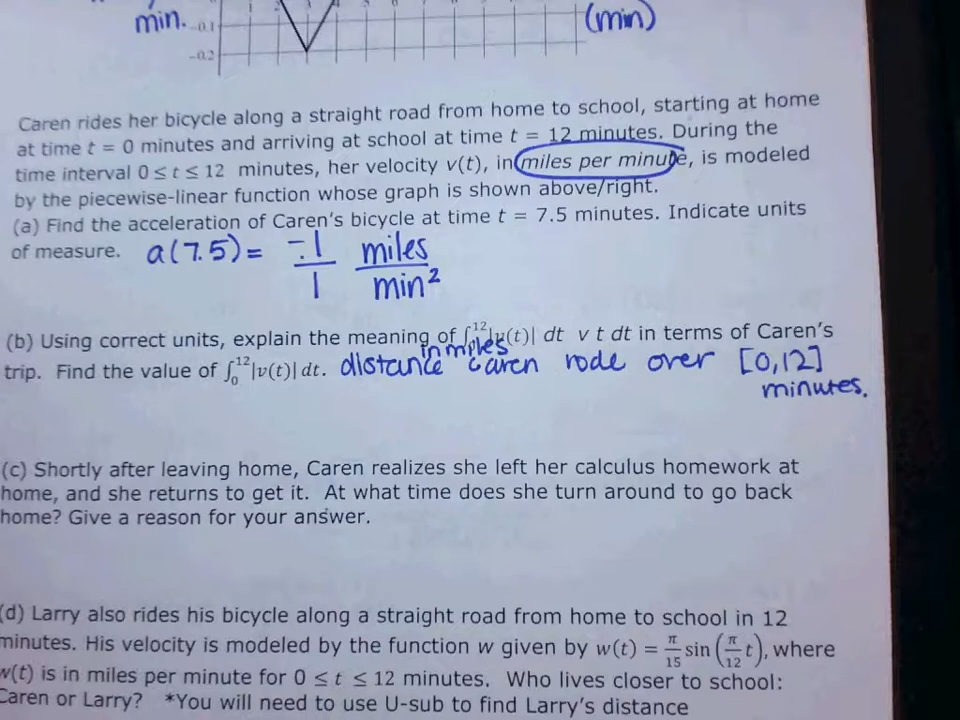 min. -0.1 (min)
-0.2
Caren rides her bicycle along a straight road from home to school, starting at home
at time t = 0 minutes and arriving at school at time t = 12 minutes. During the
time interval 0 ≤ t ≤ 12 minutes, her velocity v(t), in miles per minute, is modeled
by the piecewise-linear function whose graph is shown above/right.
(a) Find the acceleration of Caren's bicycle at time t = 7.5 minutes. Indicate units
of measure. a(7.5) = -.1/1 miles/min²
(b) Using correct units, explain the meaning of ∫₀¹²|v(t)| dt v t dt in terms of Caren's
in miles
trip. Find the value of ∫₀¹²|v(t)| dt. distance Caren rode over [0,12]
minutes.
(c) Shortly after leaving home, Caren realizes she left her calculus homework at
home, and she returns to get it. At what time does she turn around to go back
home? Give a reason for your answer.
(d) Larry also rides his bicycle along a straight road from home to school in 12
minutes. His velocity is modeled by the function w given by w(t) = π/15 sin(π/12 t), where
w(t) is in miles per minute for 0 ≤ t ≤ 12 minutes. Who lives closer to school:
Caren or Larry? *You will need to use U-sub to find Larry's distance